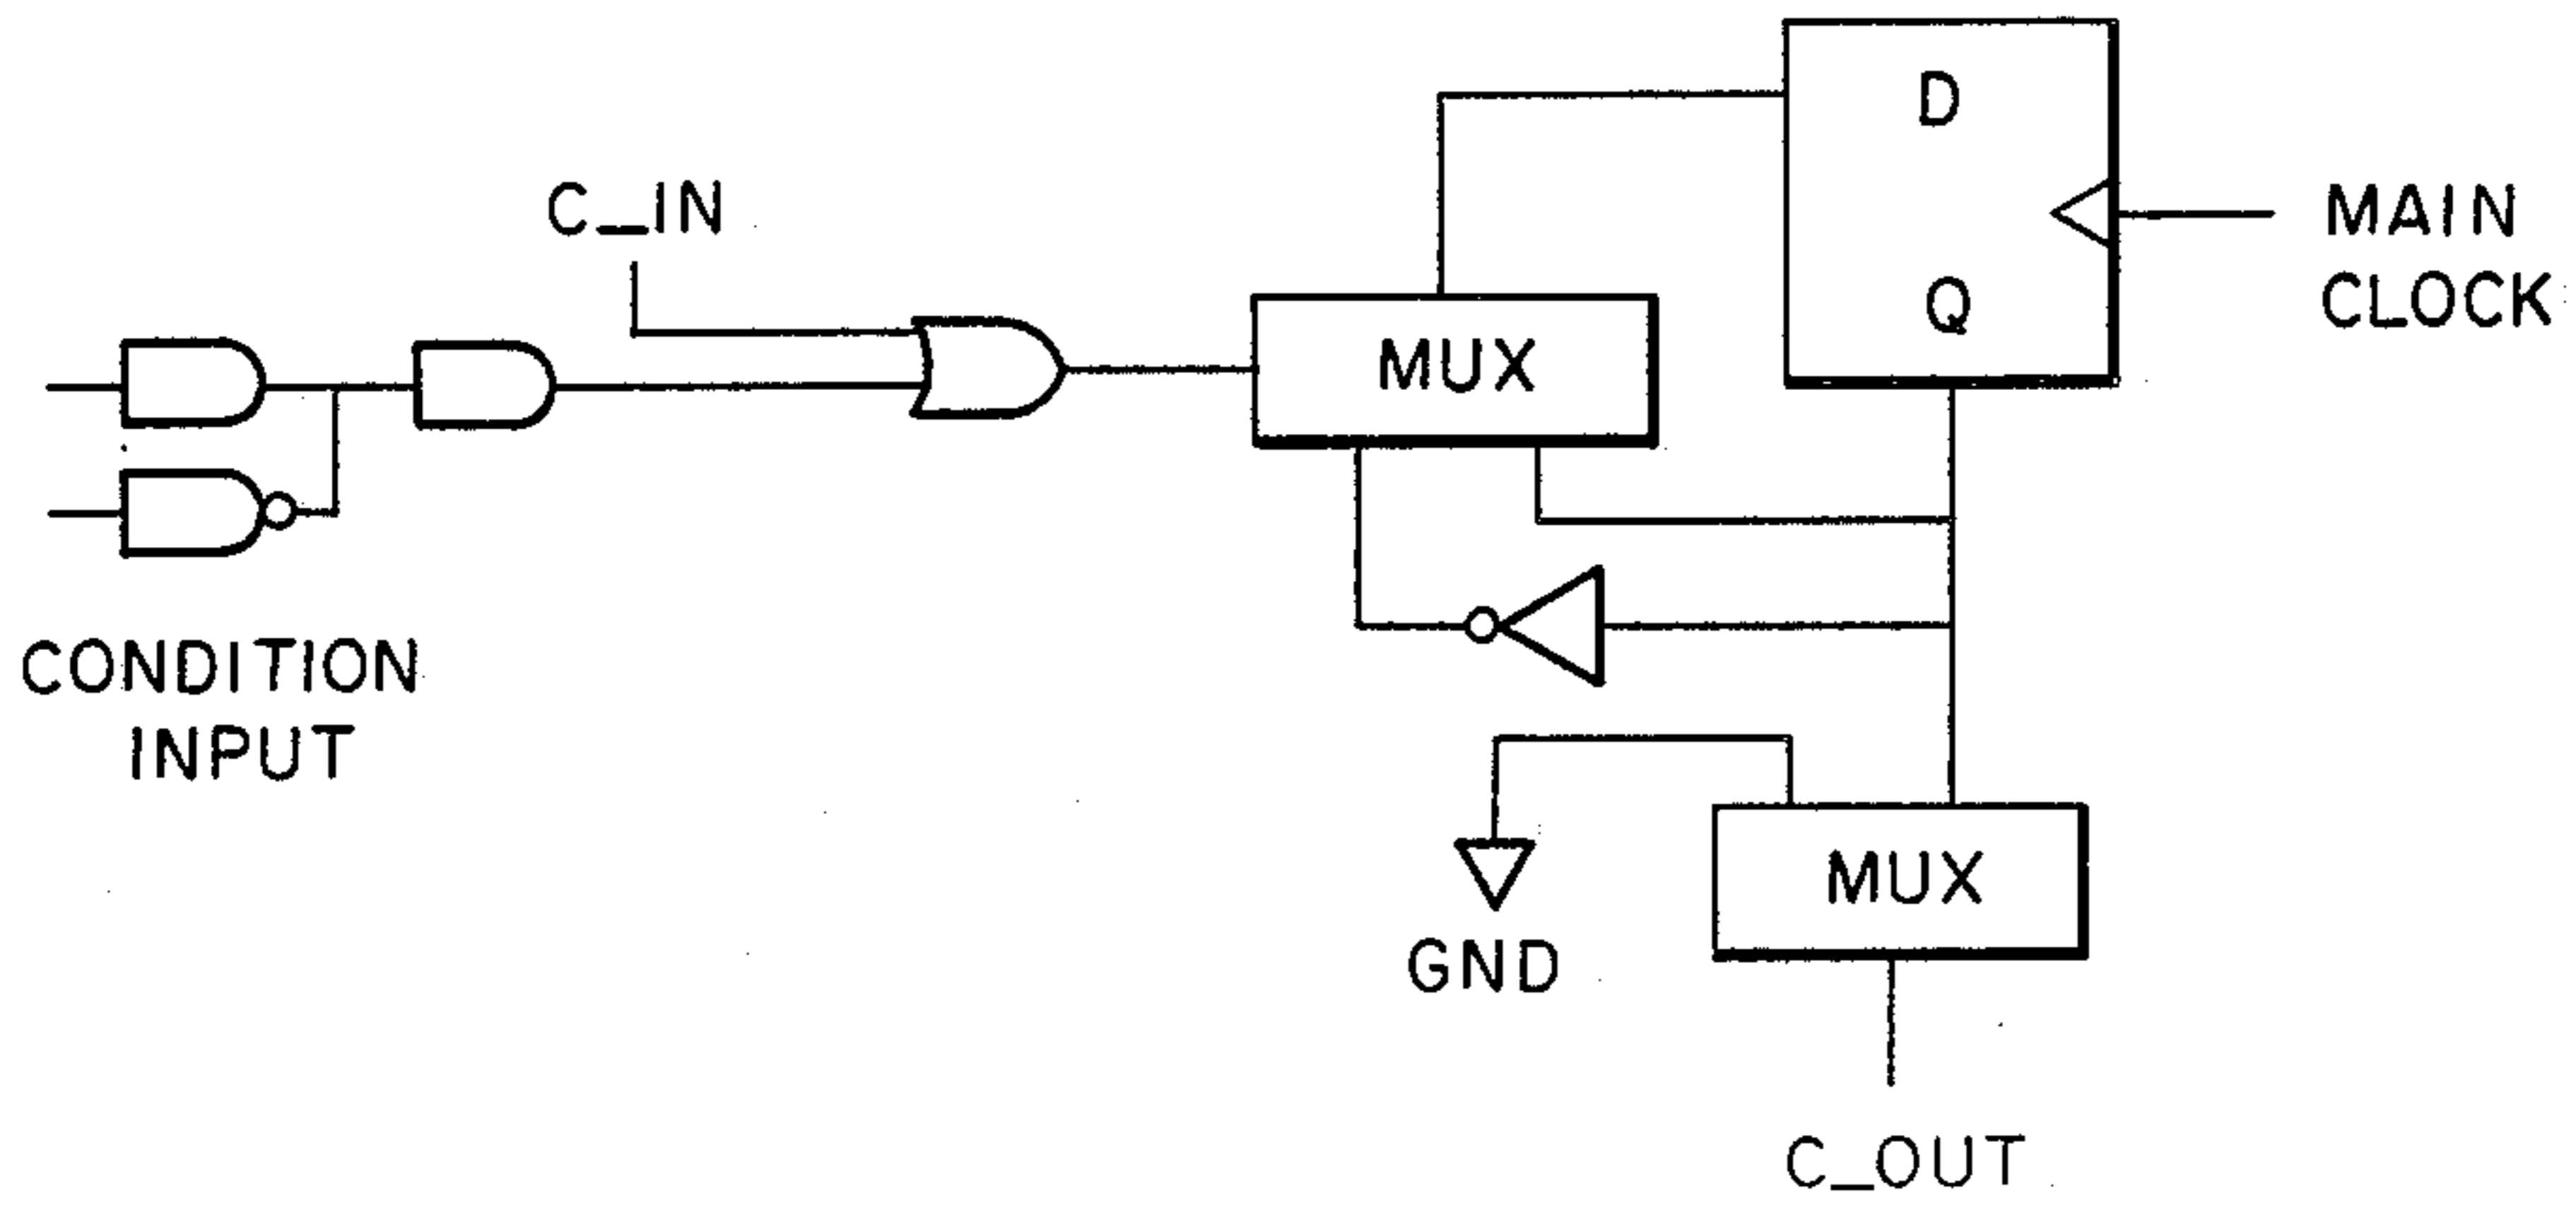 D
C_IN
MAIN
CLOCK
Q
MUX
CONDITION
INPUT
MUX
GND
C_OUT